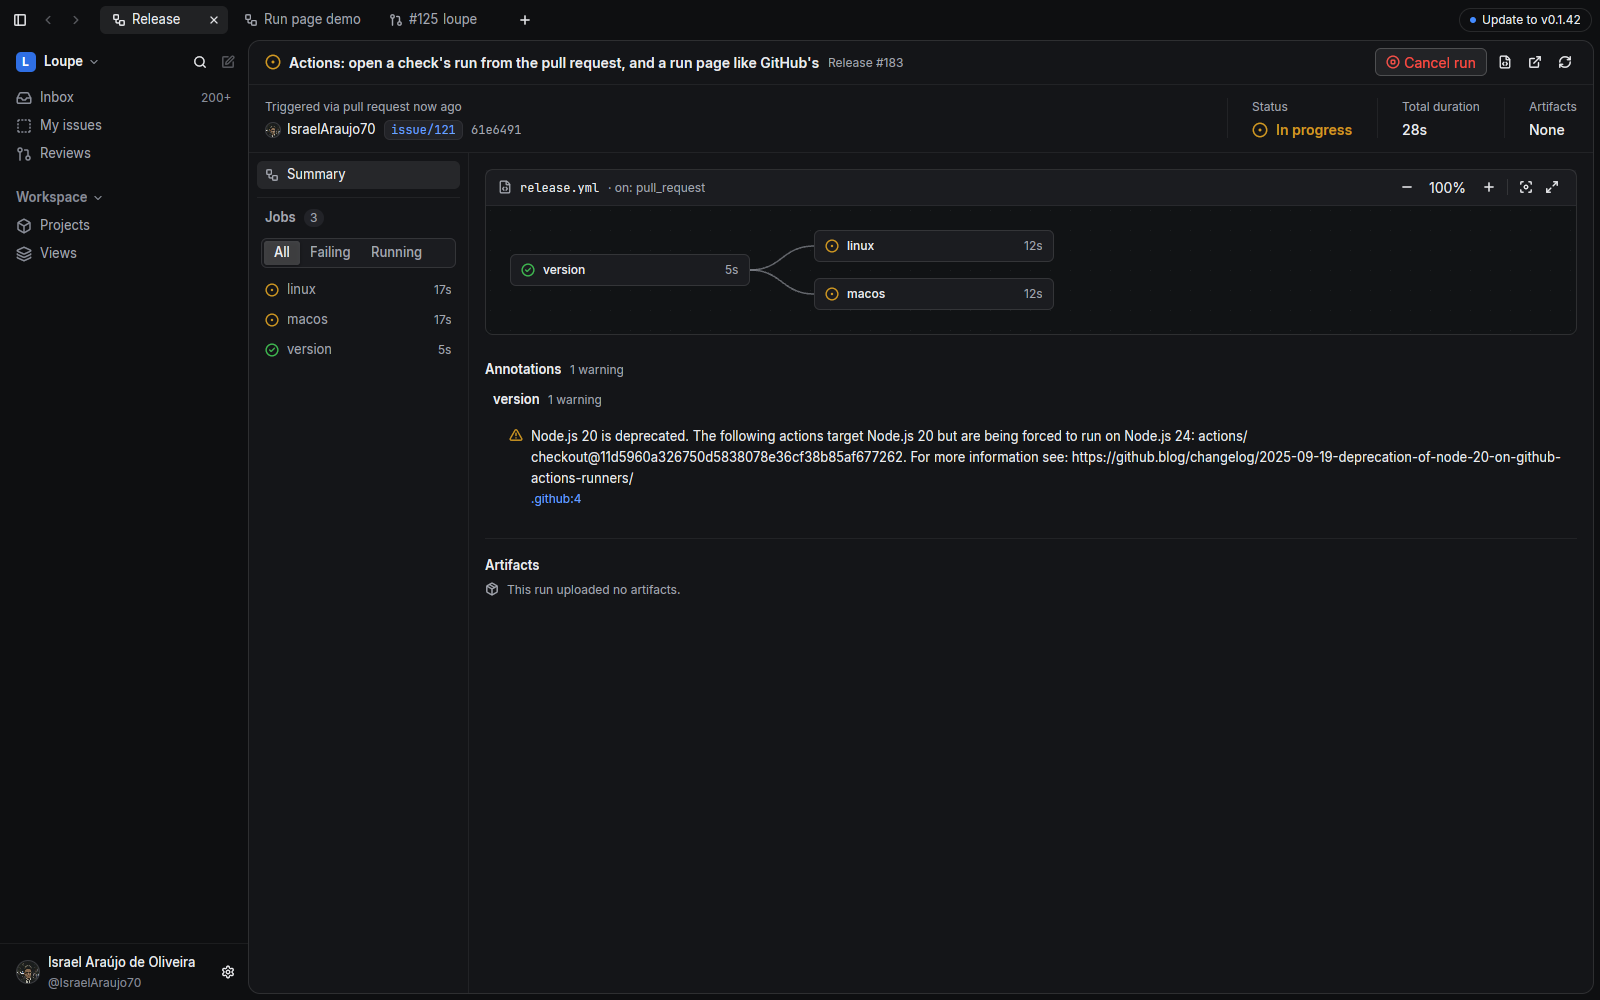 Release
Run page demo
#125 loupe
Update to v0.1.42
L Loupe
Inbox 200+
My issues
Reviews
Workspace
Projects
Views
Actions: open a check's run from the pull request, and a run page like GitHub's Release #183
Cancel run
Triggered via pull request now ago
IsraelAraujo70 issue/121 61e6491
Status
In progress
Total duration
28s
Artifacts
None
Summary
Jobs 3
All Failing Running
linux 17s
macos 17s
version 5s
release.yml · on: pull_request
100%
version 5s
linux 12s
macos 12s
Annotations 1 warning
version 1 warning
Node.js 20 is deprecated. The following actions target Node.js 20 but are being forced to run on Node.js 24: actions/
checkout@11d5960a326750d5838078e36cf38b85af677262. For more information see: https://github.blog/changelog/2025-09-19-deprecation-of-node-20-on-github-
actions-runners/
.github:4
Artifacts
This run uploaded no artifacts.
Israel Araújo de Oliveira
@IsraelAraujo70